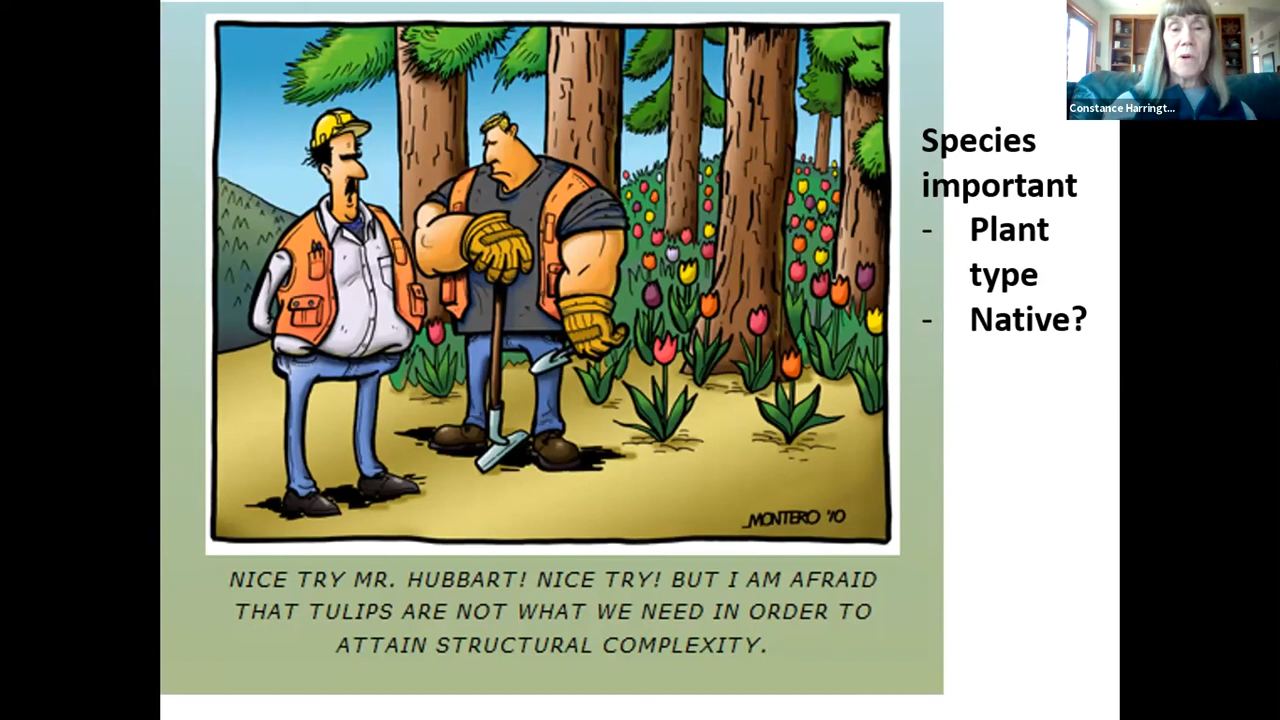 Constance Harringt...
Species
important
- Plant
type
- Native?
MONTERO '10
NICE TRY MR. HUBBART! NICE TRY! BUT I AM AFRAID
THAT TULIPS ARE NOT WHAT WE NEED IN ORDER TO
ATTAIN STRUCTURAL COMPLEXITY.